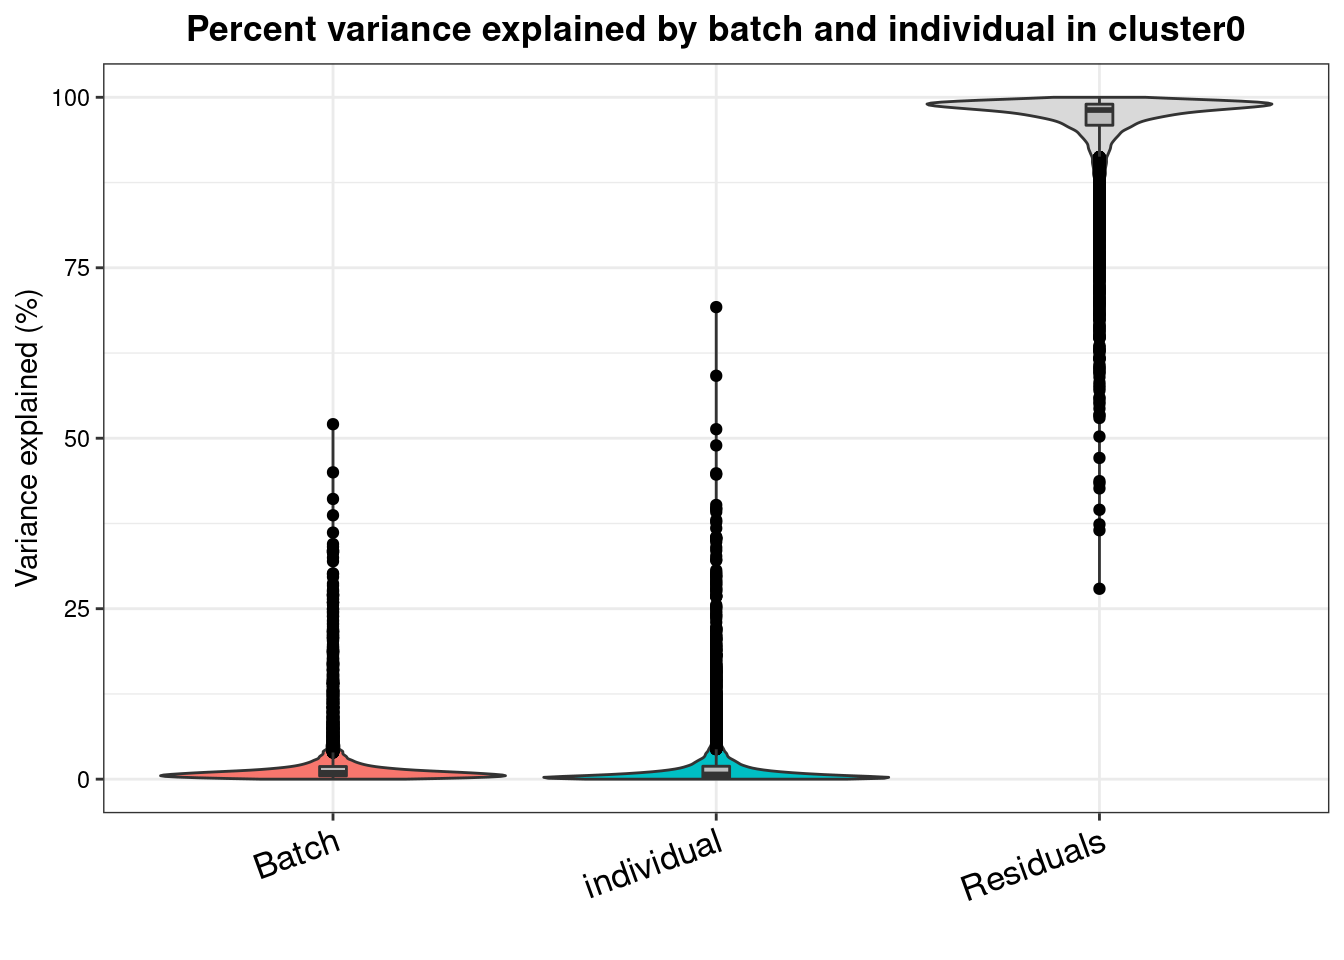 Percent variance explained by batch and individual in cluster0
Variance explained (%)
100
75
50
25
0
Batch
individual
Residuals